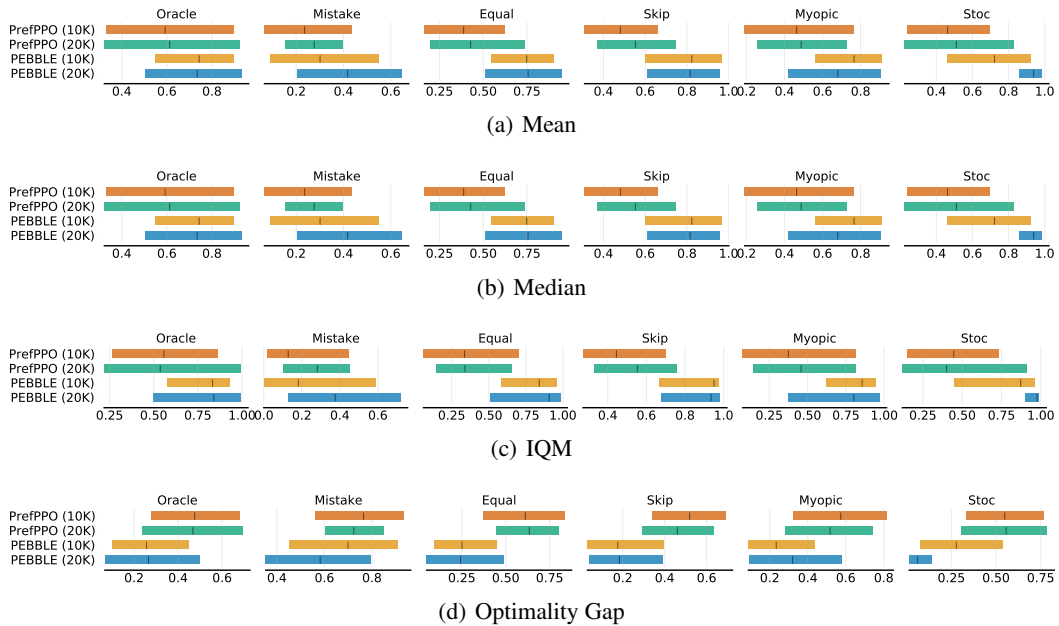 Oracle Mistake Equal Skip Myopic Stoc
PrefPPO (10K)
PrefPPO (20K)
PEBBLE (10K)
PEBBLE (20K)
0.4 0.6 0.8 0.2 0.4 0.6 0.25 0.50 0.75 0.4 0.6 0.8 1.0 0.2 0.4 0.6 0.8 0.4 0.6 0.8 1.0
(a) Mean
Oracle Mistake Equal Skip Myopic Stoc
PrefPPO (10K)
PrefPPO (20K)
PEBBLE (10K)
PEBBLE (20K)
0.4 0.6 0.8 0.2 0.4 0.6 0.25 0.50 0.75 0.4 0.6 0.8 1.0 0.2 0.4 0.6 0.8 0.4 0.6 0.8 1.0
(b) Median
Oracle Mistake Equal Skip Myopic Stoc
PrefPPO (10K)
PrefPPO (20K)
PEBBLE (10K)
PEBBLE (20K)
0.25 0.50 0.75 1.00 0.0 0.2 0.4 0.6 0.25 0.50 0.75 1.00 0.4 0.6 0.8 1.0 0.25 0.50 0.75 1.00 0.25 0.50 0.75 1.00
(c) IQM
Oracle Mistake Equal Skip Myopic Stoc
PrefPPO (10K)
PrefPPO (20K)
PEBBLE (10K)
PEBBLE (20K)
0.2 0.4 0.6 0.4 0.6 0.8 0.25 0.50 0.75 0.2 0.4 0.6 0.2 0.4 0.6 0.8 0.25 0.50 0.75
(d) Optimality Gap